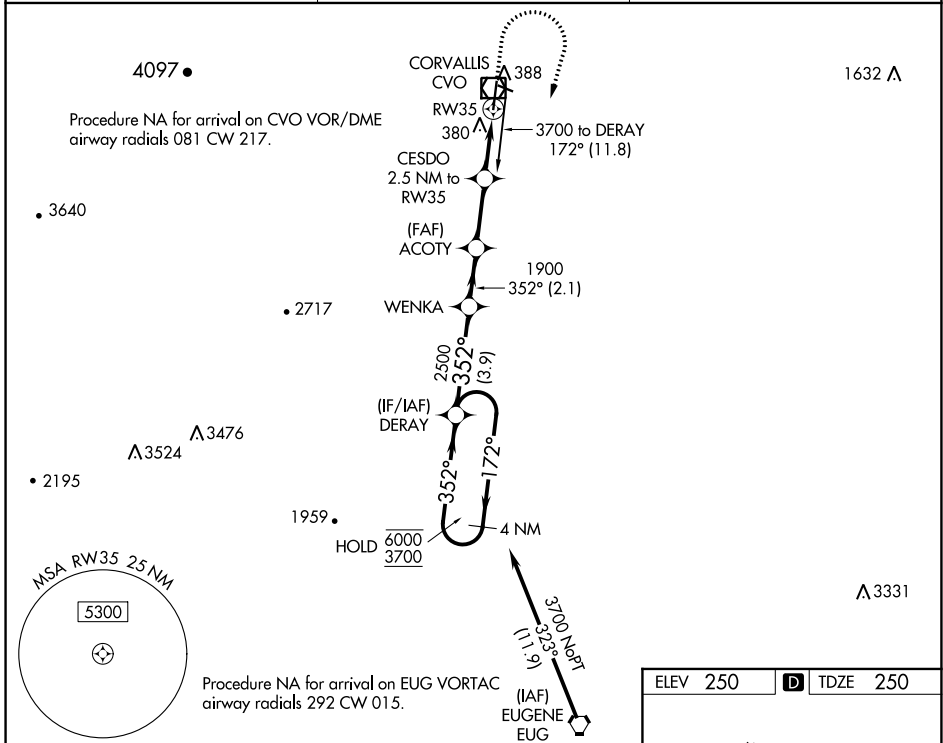 4097
CORVALLIS
CVO
388
1632
RW35
Procedure NA for arrival on CVO VOR/DME
airway radials 081 CW 217.
380
3700 to DERAY
172° (11.8)
CESDO
2.5 NM to
RW35
3640
(FAF)
ACOTY
1900
352° (2.1)
2717
WENKA
2500
352°
(3.9)
(IF/IAF)
DERAY
3476
3524
352°
172°
2195
1959
4 NM
HOLD
6000
3700
MSA RW35 25 NM
5300
3331
3700 NoPT
323°
(11.9)
Procedure NA for arrival on EUG VORTAC
airway radials 292 CW 015.
(IAF)
EUGENE
EUG
ELEV 250 D TDZE 250